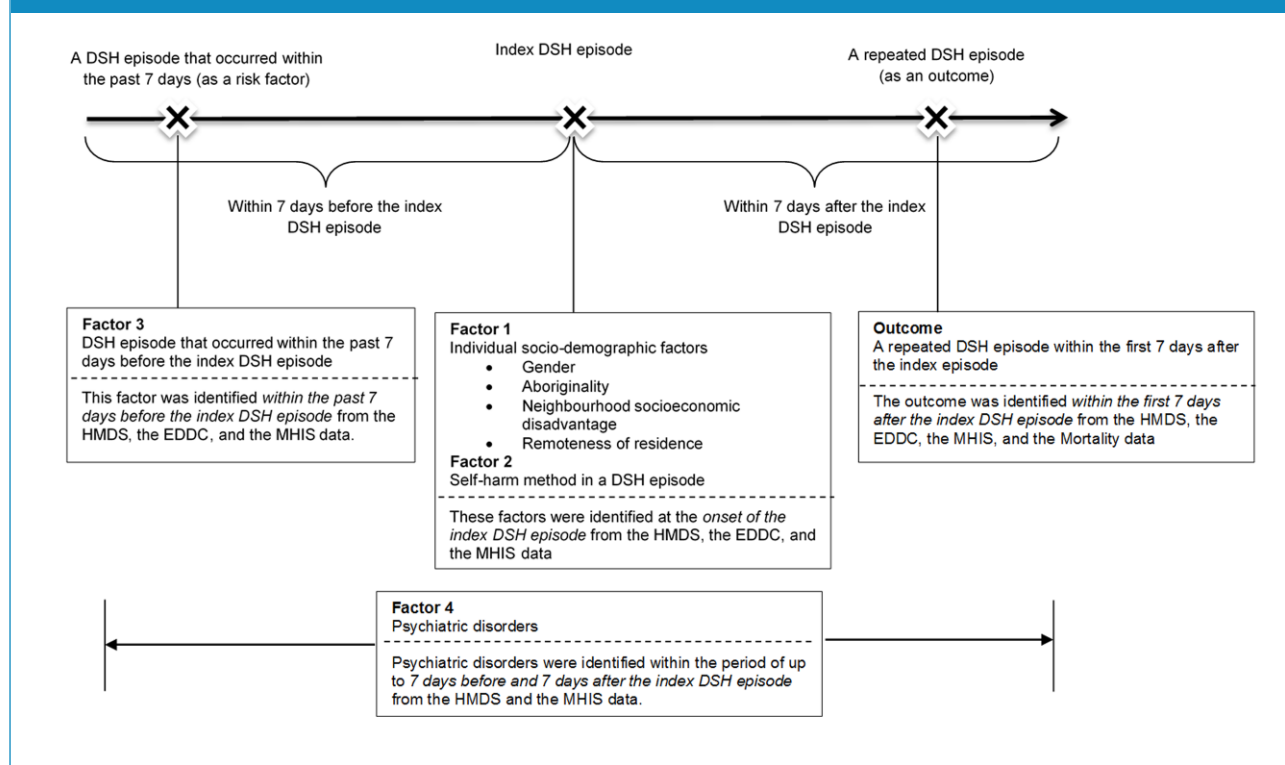 A DSH episode that occurred within
the past 7 days (as a risk factor)
Index DSH episode
A repeated DSH episode
(as an outcome)
Within 7 days before the index
DSH episode
Within 7 days after the index
DSH episode
Factor 3
DSH episode that occurred within the past 7
days before the index DSH episode
This factor was identified within the past 7
days before the index DSH episode from the
HMDS, the EDDC, and the MHIS data.
Factor 1
Individual socio-demographic factors
• Gender
• Aboriginality
• Neighbourhood socioeconomic
disadvantage
• Remoteness of residence
Factor 2
Self-harm method in a DSH episode
These factors were identified at the onset of the
index DSH episode from the HMDS, the EDDC, and
the MHIS data
Outcome
A repeated DSH episode within the first 7 days after
the index episode
The outcome was identified within the first 7 days
after the index DSH episode from the HMDS, the
EDDC, the MHIS, and the Mortality data
Factor 4
Psychiatric disorders
Psychiatric disorders were identified within the period of up
to 7 days before and 7 days after the index DSH episode
from the HMDS and the MHIS data.